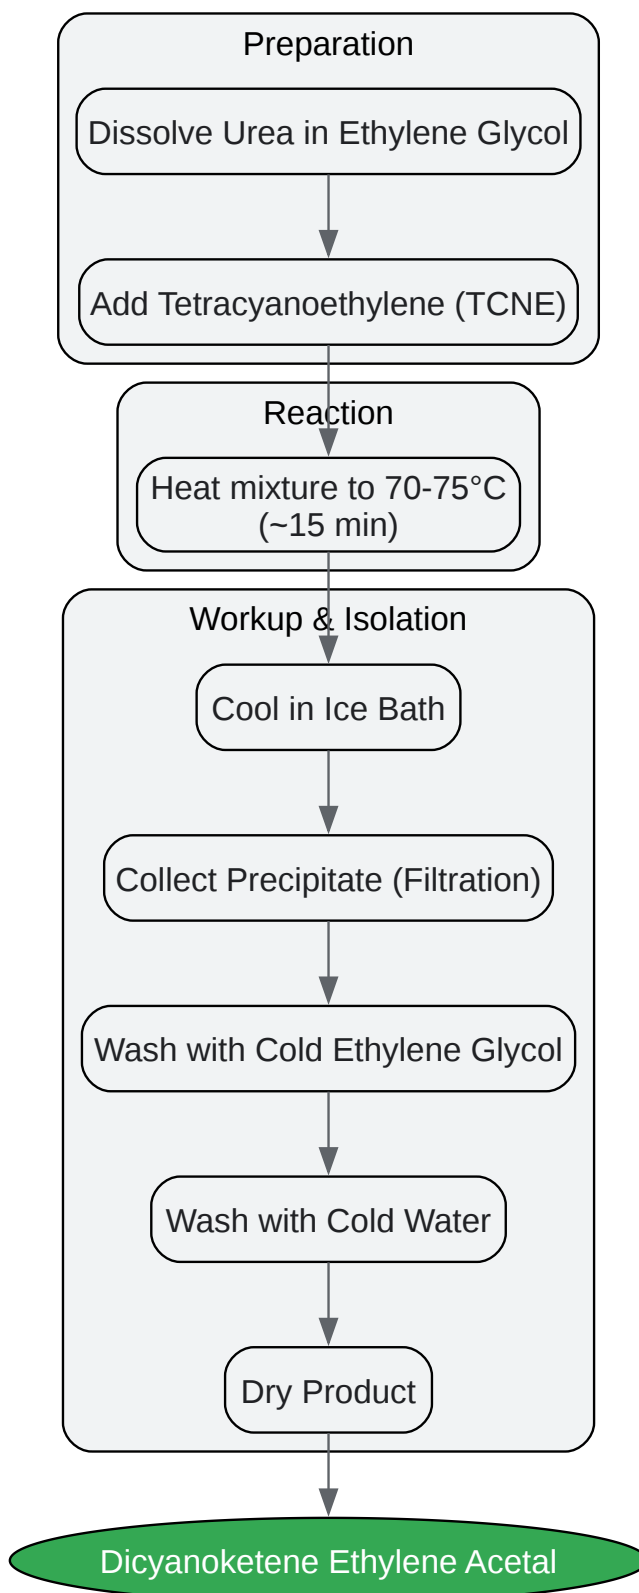 Preparation
Dissolve Urea in Ethylene Glycol
Add Tetracyanoethylene (TCNE)
Reaction
Heat mixture to 70-75°C
(~15 min)
Workup & Isolation
Cool in Ice Bath
Collect Precipitate (Filtration)
Wash with Cold Ethylene Glycol
Wash with Cold Water
Dry Product
Dicyanoketene Ethylene Acetal